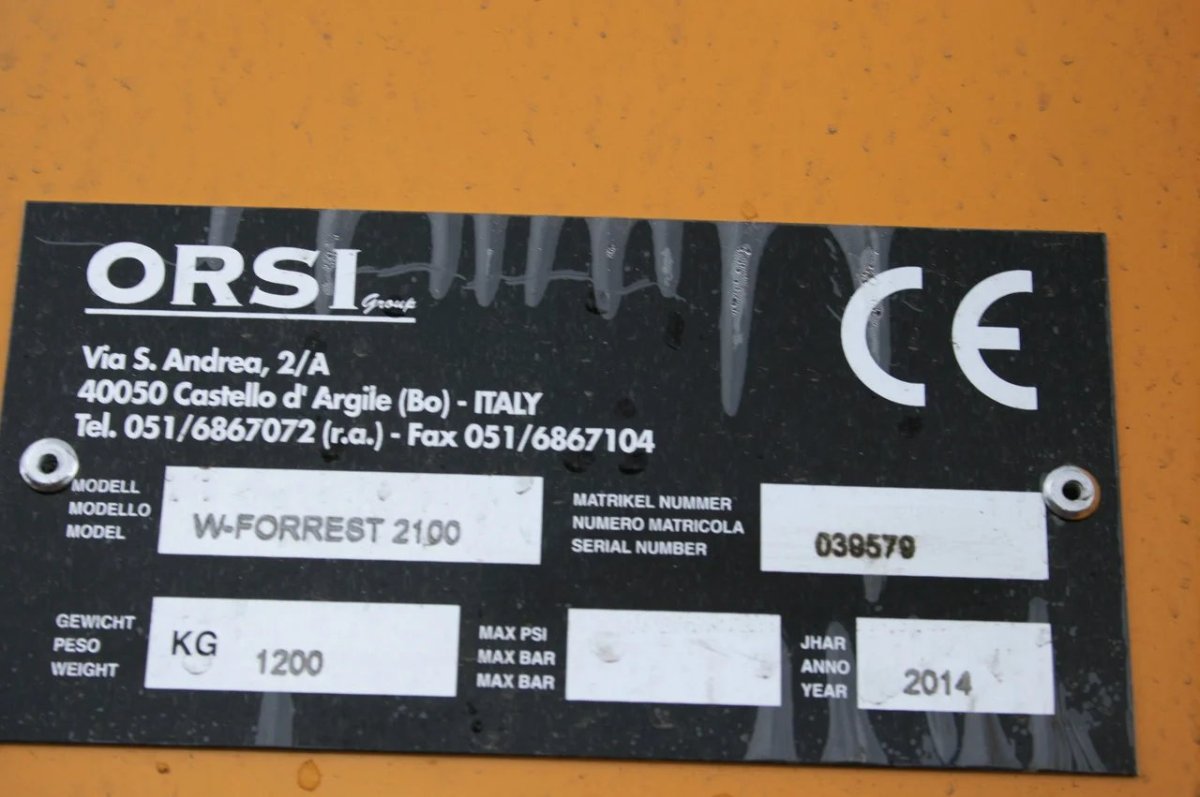 ORSI Group
CE
Via S. Andrea, 2/A
40050 Castello d' Argile (Bo) - ITALY
Tel. 051/6867072 (r.a.) - Fax 051/6867104
MODELL
MODELLO
MODEL
W-FORREST 2100
MATRIKEL NUMMER
NUMERO MATRICOLA
SERIAL NUMBER
039579
GEWICHT
PESO
WEIGHT
KG 1200
MAX PSI
MAX BAR
MAX BAR
JHAR
ANNO
YEAR
2014